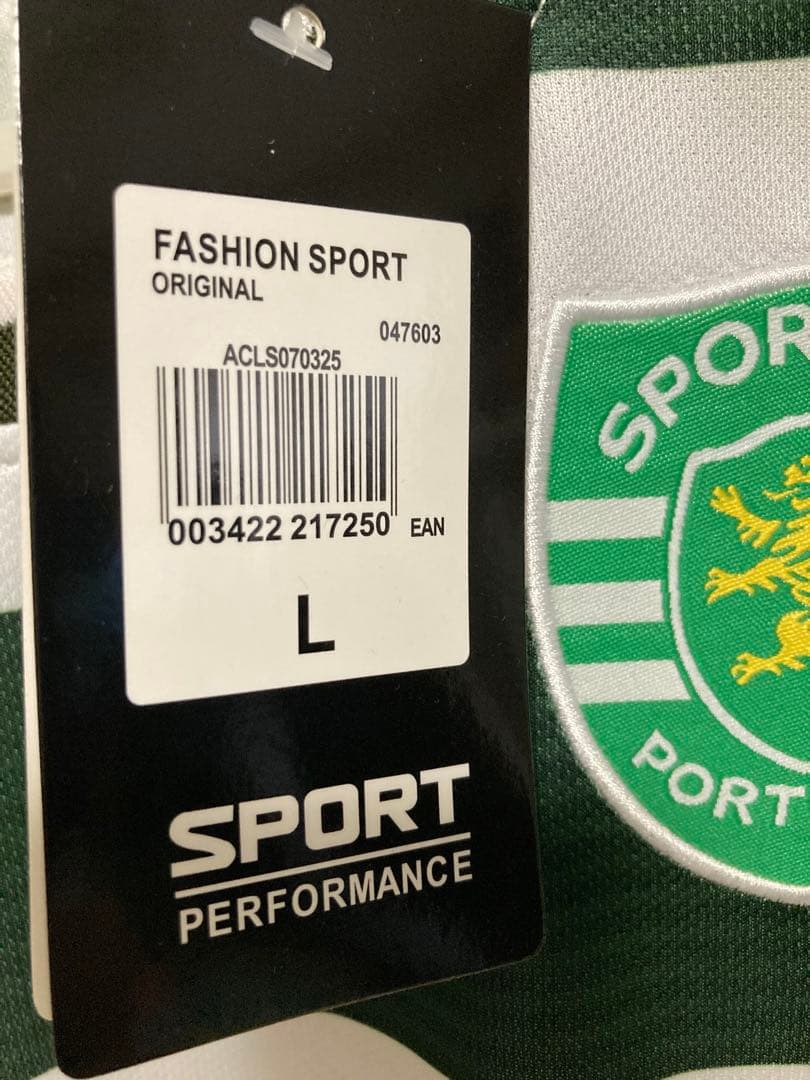 FASHION SPORT
ORIGINAL
047603
ACLS070325
003422 217250 EAN
L
SPORT
PERFORMANCE
SPOR
PORT